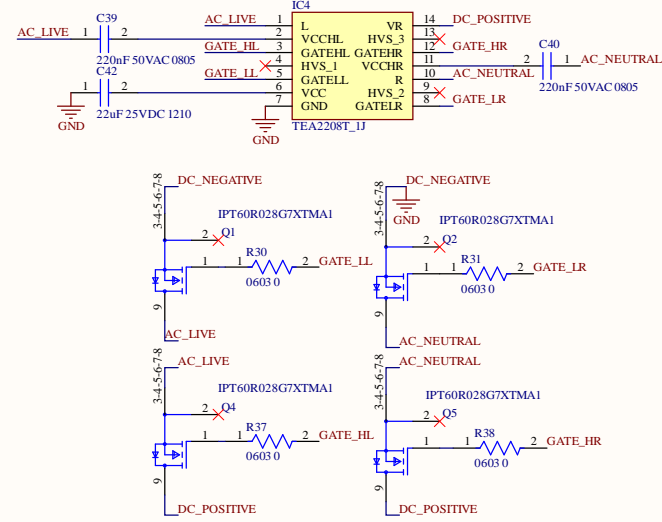 IC4
C39
AC_LIVE 1 2
220nF 50VAC 0805
C42
1 2
22uF 25VDC 1210
GND
AC_LIVE 1 L VR 14 DC_POSITIVE
2 VCCHL HVS_3 13
GATE_HL 3 GATEHL GATEHR 12 GATE_HR
4 HVS_1 VCCHR 11
GATE_LL 5 GATELL R 10 AC_NEUTRAL
6 VCC HVS_2 9
7 GND GATELR 8 GATE_LR
TEA2208T_1J
GND
C40
2 1 AC_NEUTRAL
220nF 50VAC 0805
DC_NEGATIVE
3-4-5-6-7-8
IPT60R028G7XTMA1
2 Q1
R30
1 1 2 GATE_LL
0603 0
9
AC_LIVE
DC_NEGATIVE
3-4-5-6-7-8
GND
IPT60R028G7XTMA1
2 Q2
R31
1 1 2 GATE_LR
0603 0
9
AC_NEUTRAL
AC_LIVE
3-4-5-6-7-8
IPT60R028G7XTMA1
2 Q4
R37
1 1 2 GATE_HL
0603 0
9
DC_POSITIVE
AC_NEUTRAL
3-4-5-6-7-8
IPT60R028G7XTMA1
2 Q5
R38
1 1 2 GATE_HR
0603 0
9
DC_POSITIVE